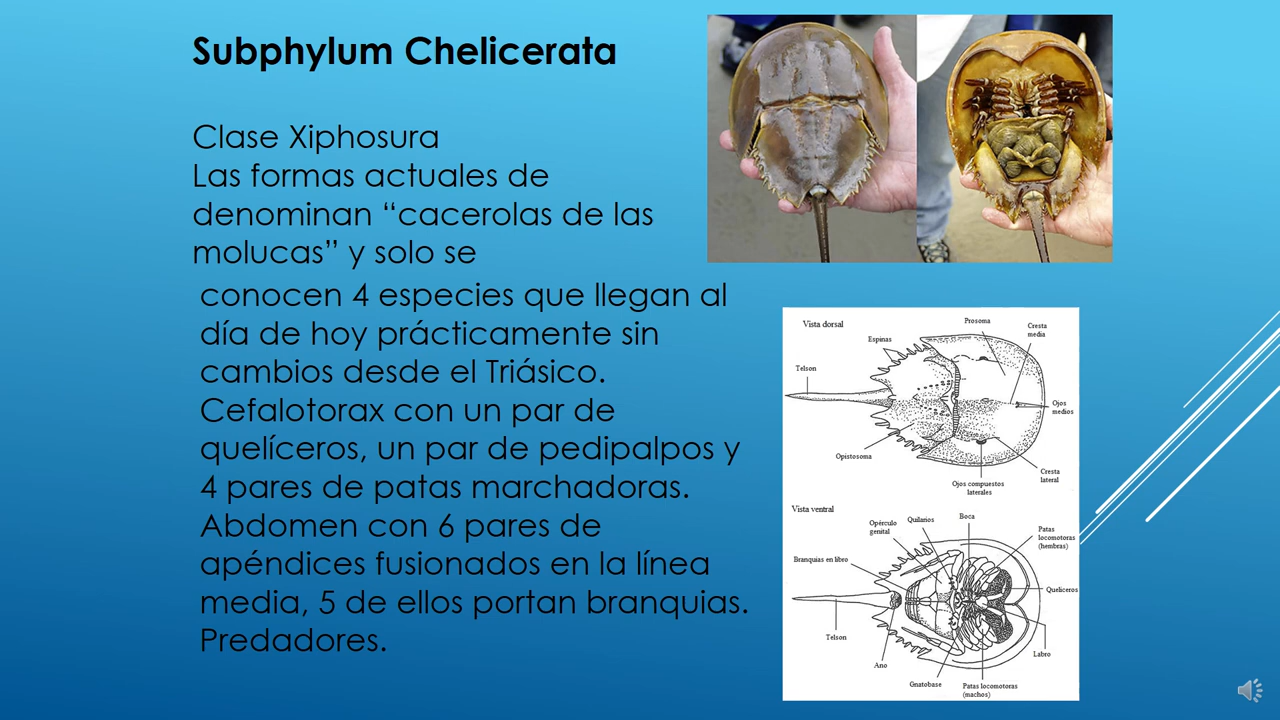 Subphylum Chelicerata
Clase Xiphosura
Las formas actuales de
denominan “cacerolas de las
molucas” y solo se
conocen 4 especies que llegan al
día de hoy prácticamente sin
cambios desde el Triásico.
Cefalotorax con un par de
quelíceros, un par de pedipalpos y
4 pares de patas marchadoras.
Abdomen con 6 pares de
apéndices fusionados en la línea
media, 5 de ellos portan branquias.
Predadores.
Vista dorsal
Prosoma
Cresta
media
Espinas
Telson
Ojos
medios
Opistosoma
Cresta
lateral
Ojos compuestos
laterales
Vista ventral
Opérculo
genital
Quilarios
Boca
Patas
locomotoras
(hembras)
Branquias en libro
Quelíceros
Telson
Labro
Ano
Gnatobase
Patas locomotoras
(machos)